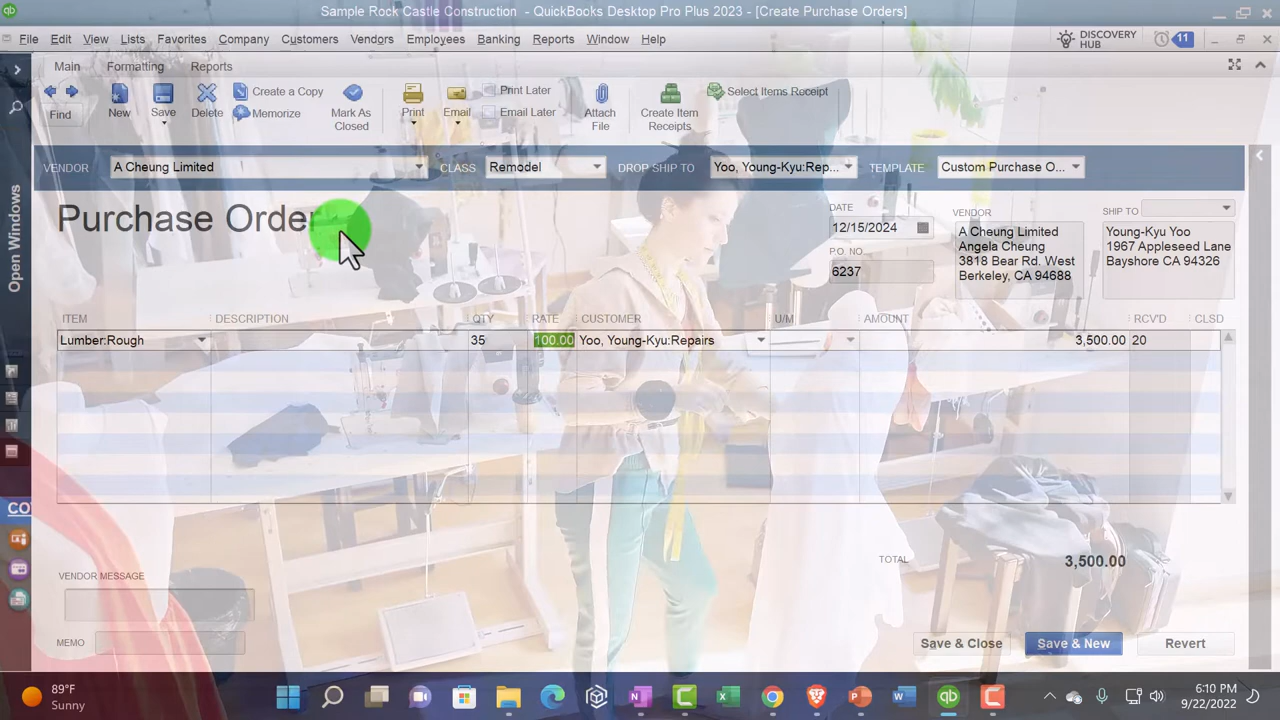 Sample Rock Castle Construction - QuickBooks Desktop Pro Plus 2023 - [Create Purchase Orders]
File Edit View Lists Favorites Company Customers Vendors Employees Banking Reports Window Help
DISCOVERY HUB
11
Main Formatting Reports
Find
New
Save
Delete
Create a Copy
Memorize
Mark As Closed
Print
Email
Print Later
Email Later
Attach File
Create Item Receipts
Select Items Receipt
VENDOR A Cheung Limited CLASS Remodel DROP SHIP TO Yoo, Young-Kyu:Rep... TEMPLATE Custom Purchase O...
Open Windows
Purchase Order
DATE
12/15/2024
P.O. NO.
6237
VENDOR
A Cheung Limited
Angela Cheung
3818 Bear Rd. West
Berkeley, CA 94688
SHIP TO
Young-Kyu Yoo
1967 Appleseed Lane
Bayshore CA 94326
ITEM DESCRIPTION QTY RATE CUSTOMER U/M AMOUNT RCV'D CLSD
Lumber:Rough 35 100.00 Yoo, Young-Kyu:Repairs 3,500.00 20
TOTAL 3,500.00
VENDOR MESSAGE
MEMO
Save & Close Save & New Revert
89°F
Sunny
6:10 PM
9/22/2022